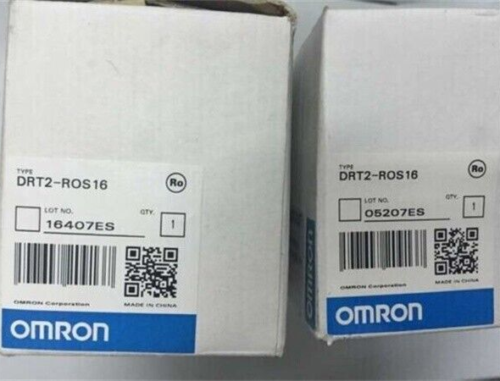 TYPE
DRT2-ROS16
Ro
LOT NO.
QTY.
16407ES
1
OMRON Corporation
MADE IN CHINA
OMRON
TYPE
DRT2-ROS16
Ro
LOT NO.
QTY.
05207ES
1
OMRON Corporation
MADE IN CHINA
OMRON
OMRON